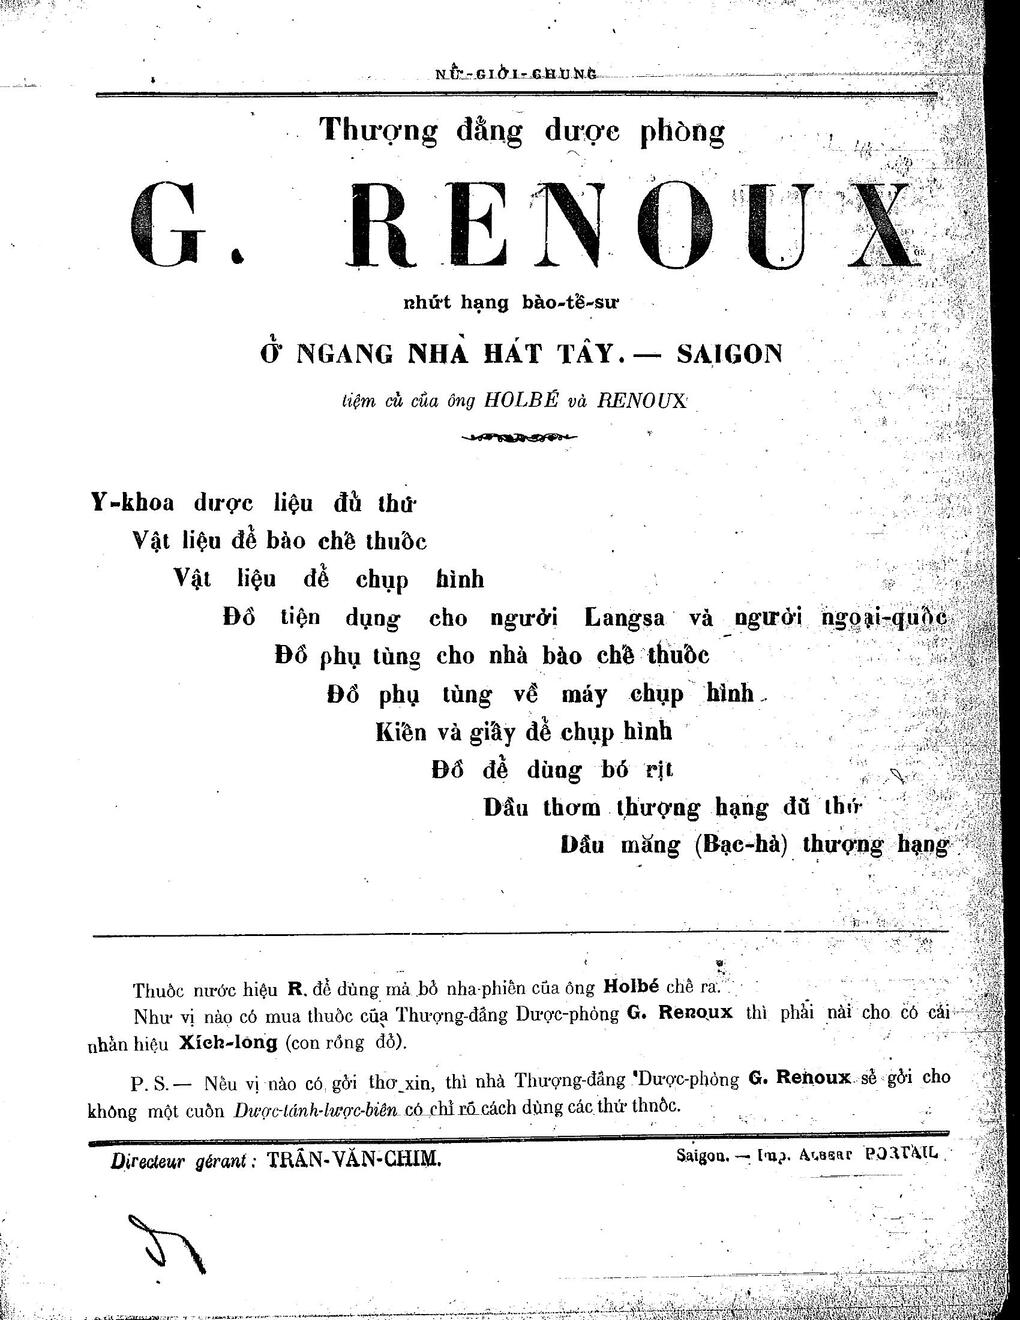 NỮ-GIỚI-CHUNG
Thượng đẳng dược phòng
G. RENOUX
nhứt hạng bào-tế-sư
Ở NGANG NHÀ HÁT TÂY. — SAIGON
tiệm củ của ông HOLBÉ và RENOUX
Y-khoa dược liệu đủ thứ
Vật liệu để bào chế thuốc
Vật liệu để chụp hình
Đồ tiện dụng cho người Langsa và người ngoại-quốc
Đồ phụ tùng cho nhà bào chế thuốc
Đồ phụ tùng về máy chụp hình
Kiến và giấy để chụp hình
Đồ để dùng bó rịt
Dầu thơm thượng hạng đũ thứ
Dầu măng (Bạc-hà) thượng hạng
Thuốc nước hiệu R. để dùng mà bỏ nha-phiến của ông Holbé chế ra.
Như vị nào có mua thuốc của Thượng-đẳng Dược-phòng G. Renoux thì phải nài cho có cái
nhãn hiệu Xích-long (con rồng đỏ).
P. S. — Nếu vị nào có gởi thơ xin, thì nhà Thượng-đẳng Dược-phòng G. Renoux sẻ gởi cho
không một cuốn Dược-tánh-lược-biên có chỉ rỏ cách dùng các thứ thnốc.
Directeur gérant : TRẦN-VĂN-CHIM.
Saigon. — Imp. PORTAIL